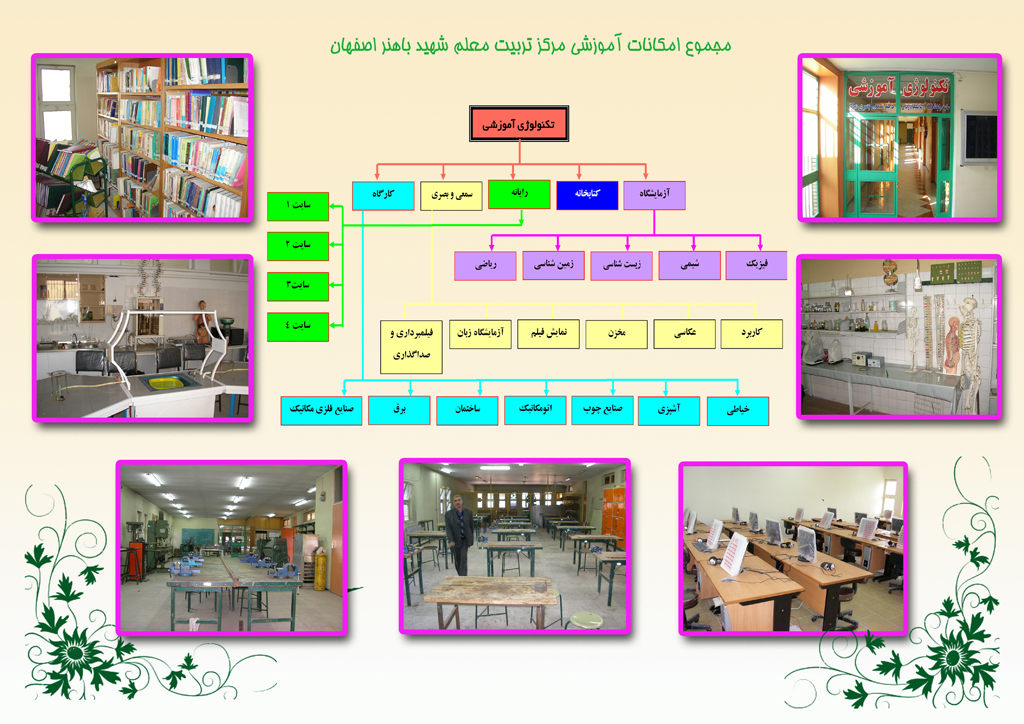 مجموع امکانات آموزشی مرکز تربیت معلم شهید باهنر اصفهان
تکنولوژی آموزشی
تکنولوژی آموزشی
آزمایشگاه
کتابخانه
رایانه
سمعی و بصری
کارگاه
سایت ۱
سایت ۲
سایت ۳
سایت ٤
فیزیک
شیمی
زیست شناسی
زمین شناسی
ریاضی
کاربرد
عکاسی
مخزن
نمایش فیلم
آزمایشگاه زبان
فیلمبرداری و
صداگذاری
خیاطی
آشپزی
صنایع چوب
اتومکانیک
ساختمان
برق
صنایع فلزی مکانیک